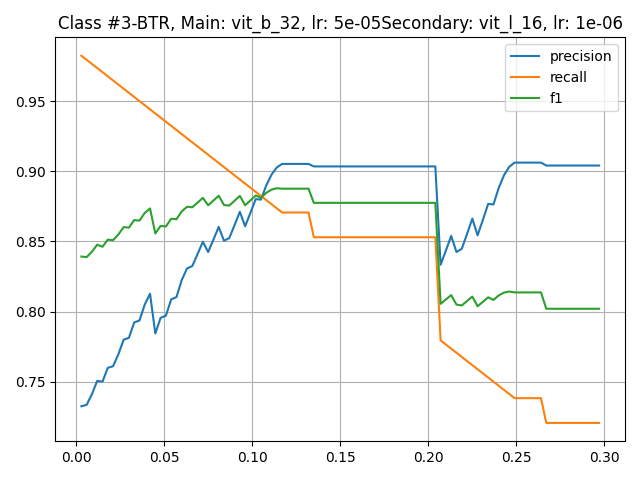 Class #3-BTR, Main: vit_b_32, lr: 5e-05Secondary: vit_l_16, lr: 1e-06
precision
recall
f1
0.95
0.90
0.85
0.80
0.75
0.00 0.05 0.10 0.15 0.20 0.25 0.30